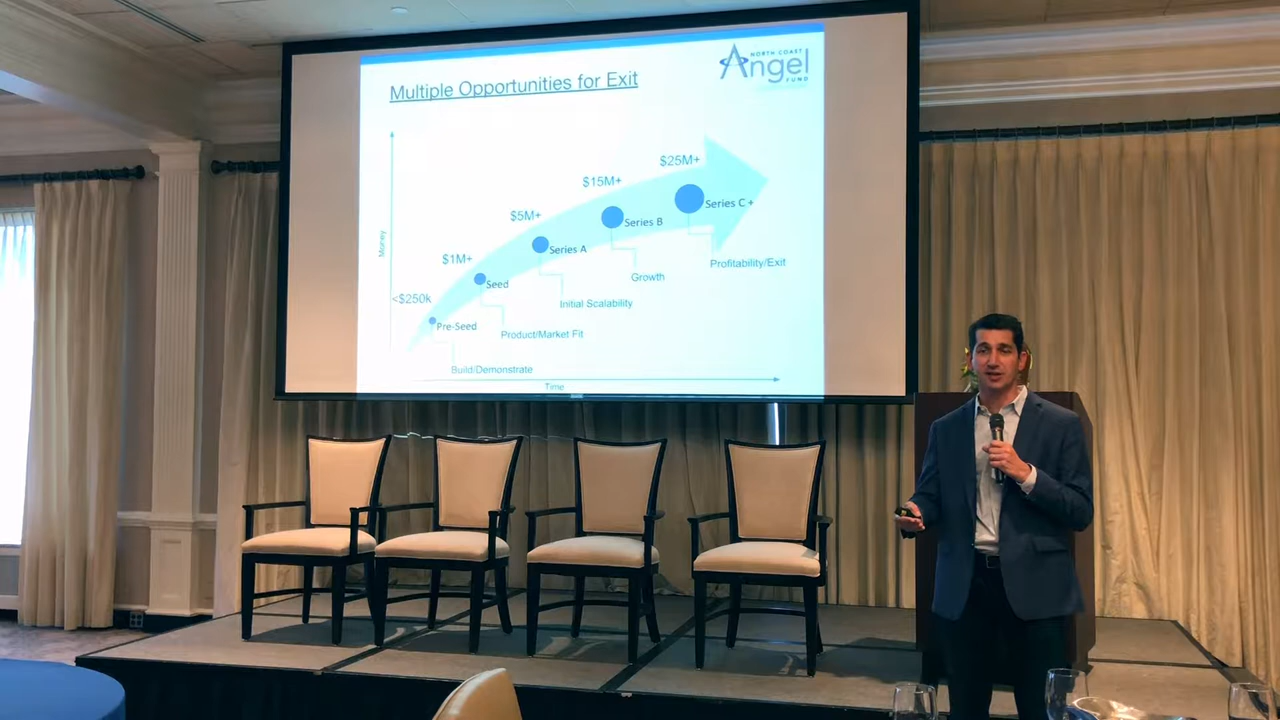 NORTH COAST
Angel
FUND
Multiple Opportunities for Exit
$25M+
$15M+
Series C +
$5M+
Series B
Money
$1M+
Series A
Profitability/Exit
Growth
Seed
<$250k
Initial Scalability
Pre-Seed
Product/Market Fit
Build/Demonstrate
Time